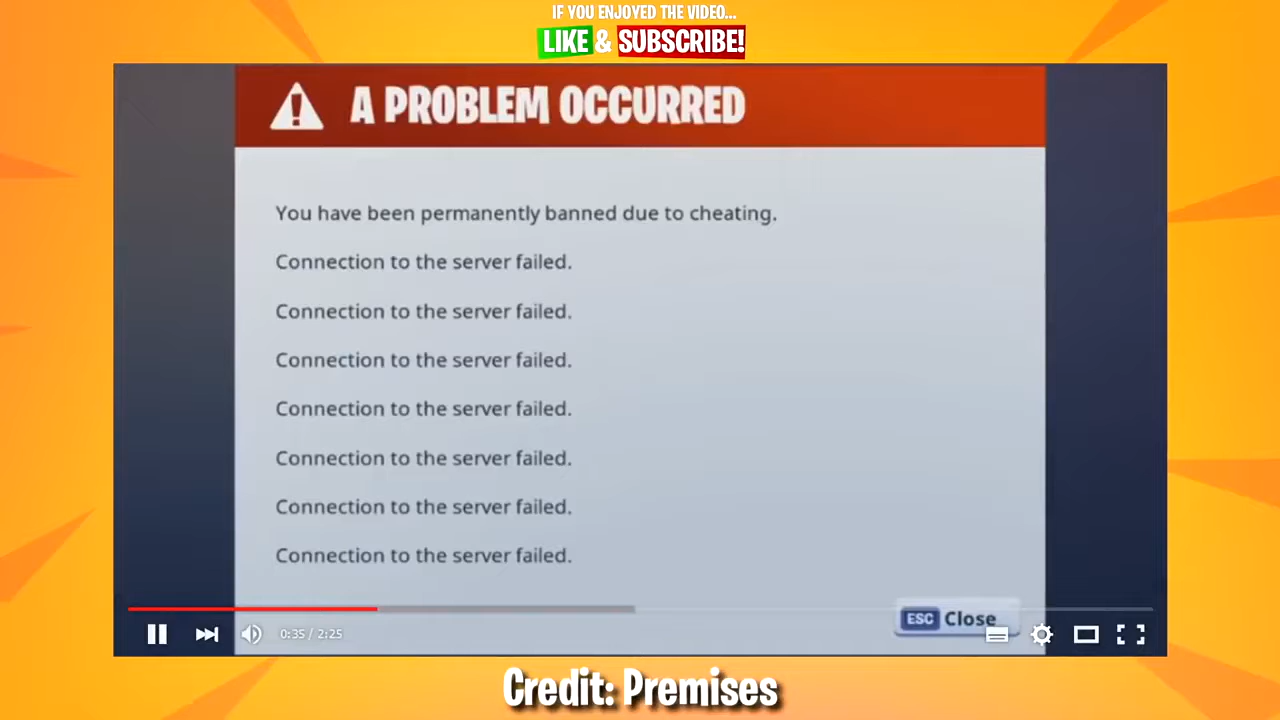 IF YOU ENJOYED THE VIDEO...
LIKE & SUBSCRIBE!
A PROBLEM OCCURRED
You have been permanently banned due to cheating.
Connection to the server failed.
Connection to the server failed.
Connection to the server failed.
Connection to the server failed.
Connection to the server failed.
Connection to the server failed.
Connection to the server failed.
ESC Close
0:35 / 2:25
Credit: Premises